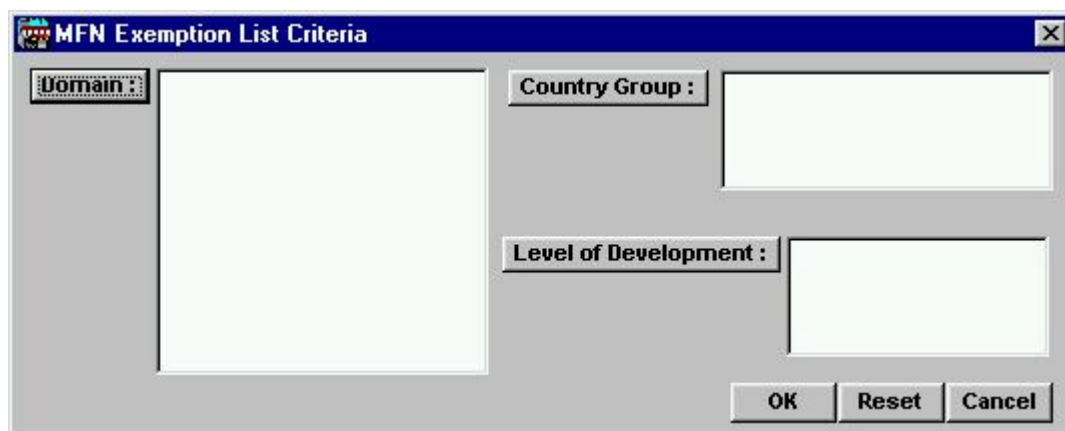 MFN Exemption List Criteria
Domain :
Country Group :
Level of Development :
OK Reset Cancel